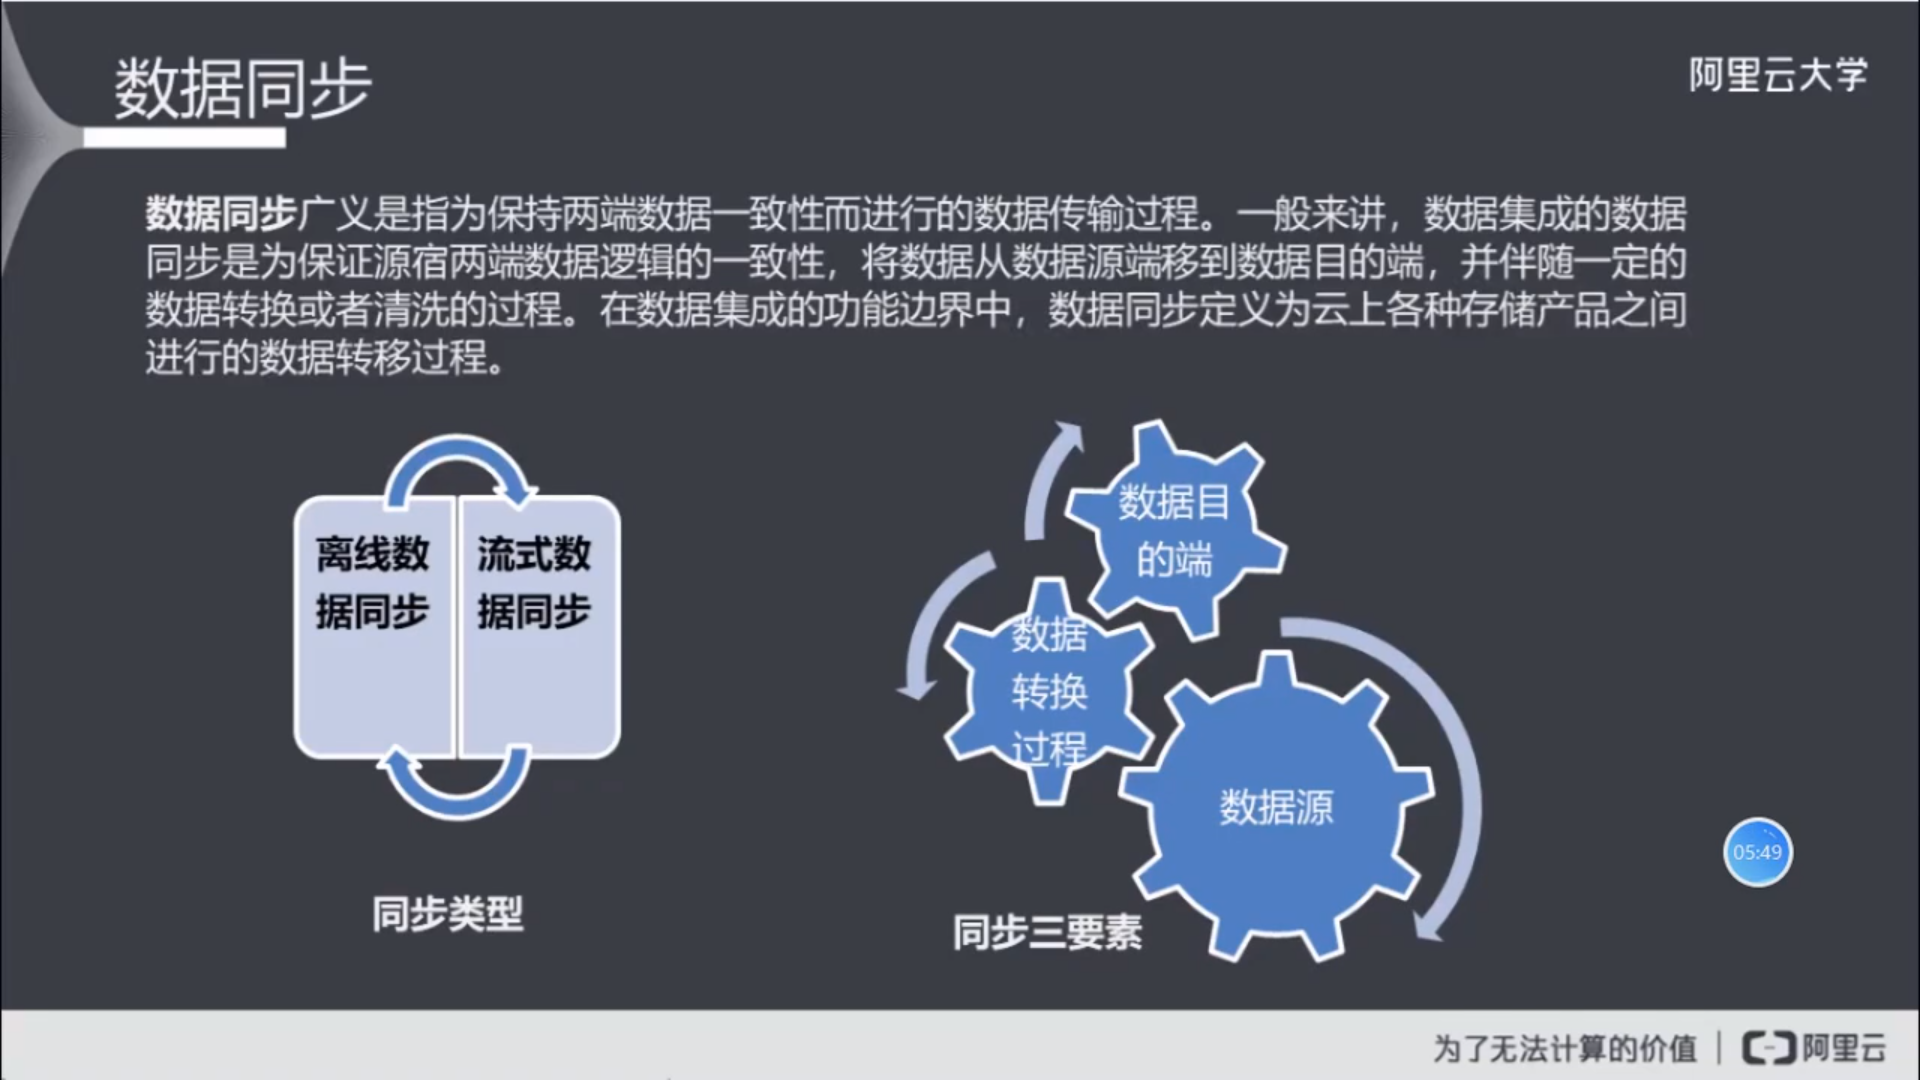 数据同步
阿里云大学
数据同步广义是指为保持两端数据一致性而进行的数据传输过程。一般来讲，数据集成的数据
同步是为保证源宿两端数据逻辑的一致性，将数据从数据源端移到数据目的端，并伴随一定的
数据转换或者清洗的过程。在数据集成的功能边界中，数据同步定义为云上各种存储产品之间
进行的数据转移过程。
离线数
据同步
流式数
据同步
同步类型
数据目
的端
数据
转换
过程
数据源
同步三要素
05:49
为了无法计算的价值 | 阿里云